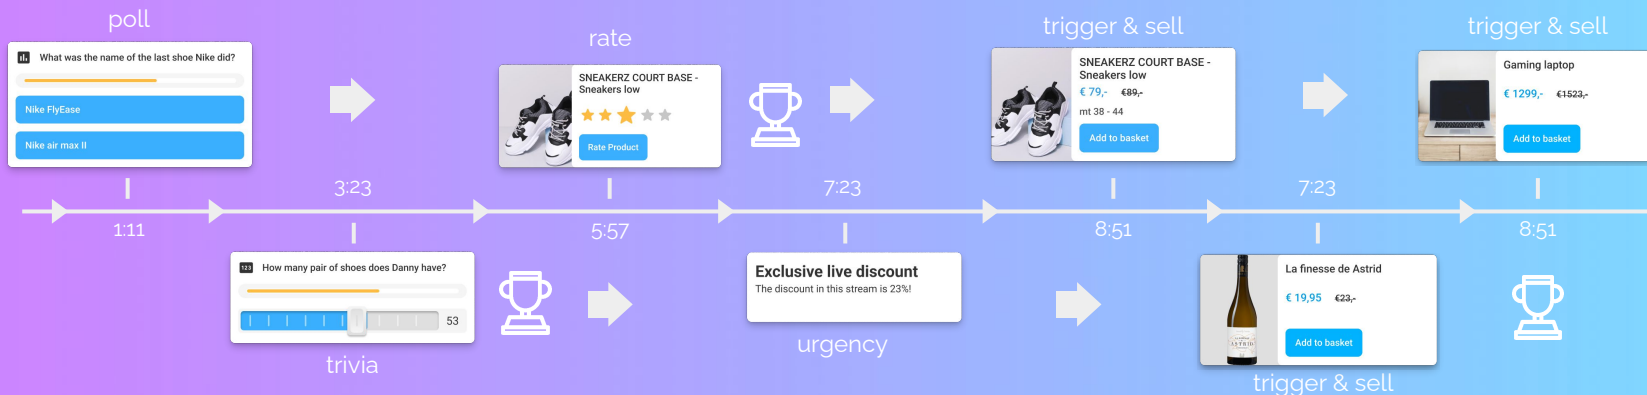 poll
What was the name of the last shoe Nike did?
Nike FlyEase
Nike air max II
1:11
3:23
123 How many pair of shoes does Danny have?
53
trivia
rate
SNEAKERZ COURT BASE -
Sneakers low
Rate Product
5:57
7:23
Exclusive live discount
The discount in this stream is 23%!
urgency
trigger & sell
SNEAKERZ COURT BASE -
Sneakers low
€ 79,- €89,-
mt 38 - 44
Add to basket
8:51
7:23
La finesse de Astrid
€ 19,95 €23,-
Add to basket
ASTRID
trigger & sell
trigger & sell
Gaming laptop
€ 1299,- €1523,-
Add to basket
8:51